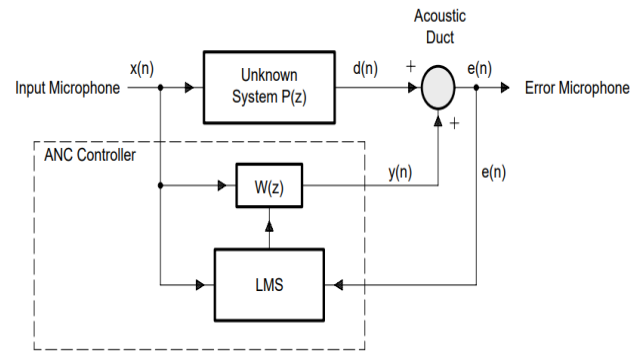 Acoustic
Duct
x(n)
Input Microphone
Unknown
System P(z)
d(n)
+
e(n)
Error Microphone
+
ANC Controller
W(z)
y(n)
e(n)
LMS